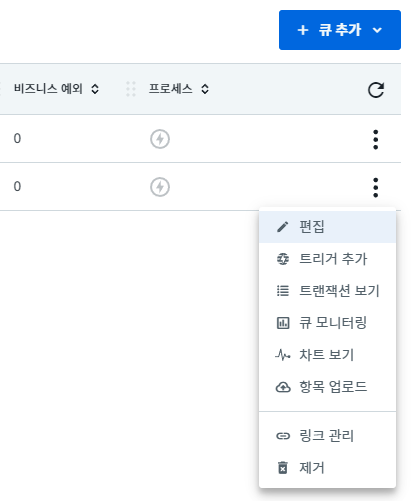 + 큐 추가
비즈니스 예외 프로세스
0
0
편집
트리거 추가
트랜잭션 보기
큐 모니터링
차트 보기
항목 업로드
링크 관리
제거